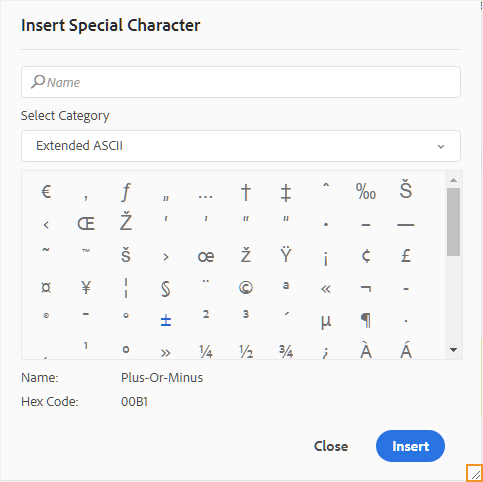 Insert Special Character
Name
Select Category
Extended ASCII
€ ‚ ƒ „ … † ‡ ˆ ‰ Š
‹ Œ Ž ‘ ’ “ ” • – —
˜ ™ š › œ ž Ÿ ¡ ¢ £
¤ ¥ ¦ § ¨ © ª « ¬ -
® ¯ ° ± ² ³ ´ µ ¶ ·
¸ ¹ º » ¼ ½ ¾ ¿ À Á
Name: Plus-Or-Minus
Hex Code: 00B1
Close Insert